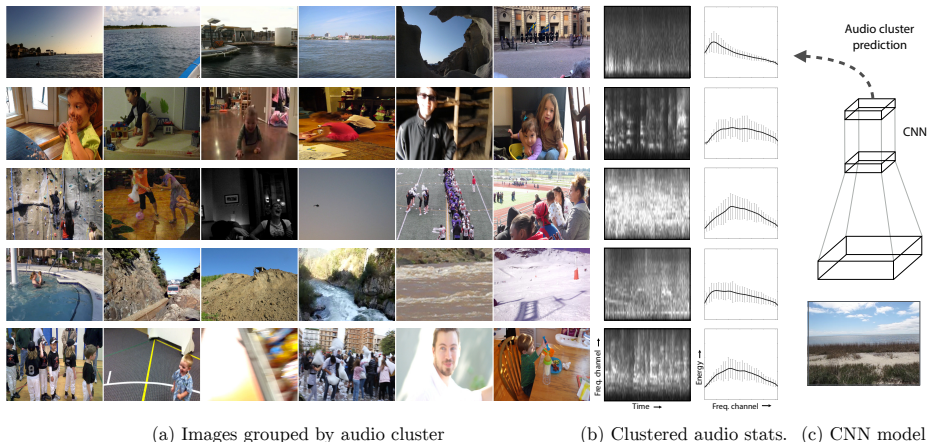 Audio cluster
prediction
CNN
Freq. channel →
Time →
Energy →
Freq. channel →
(a) Images grouped by audio cluster
(b) Clustered audio stats.
(c) CNN model